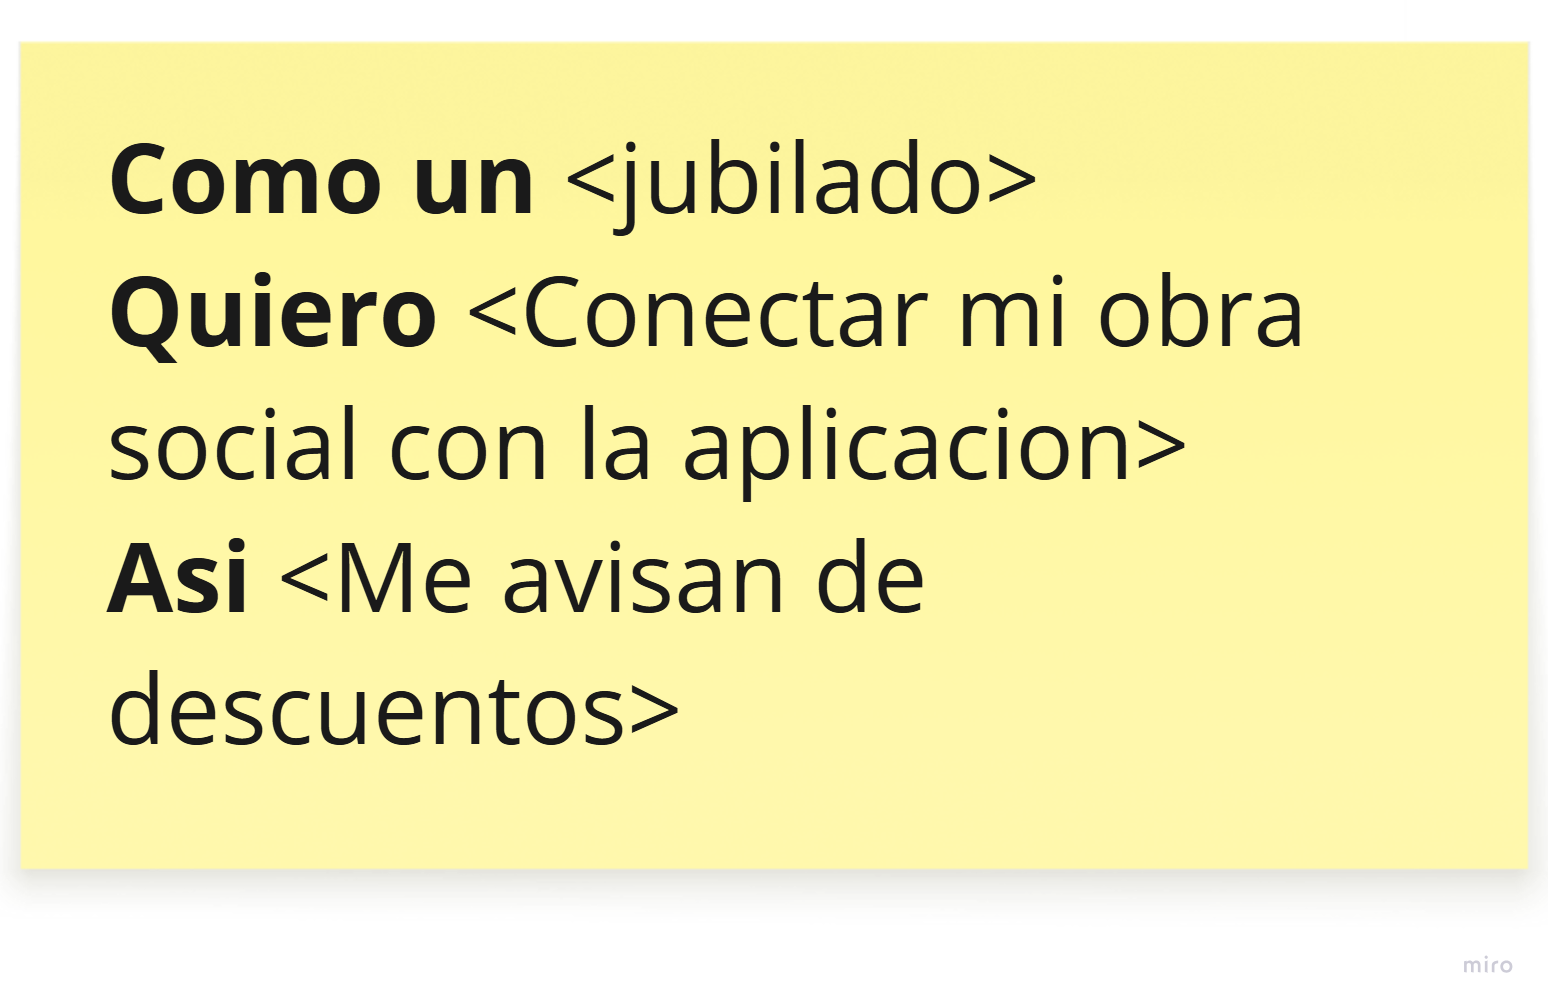 Como un <jubilado>
Quiero <Conectar mi obra
social con la aplicacion>
Asi <Me avisan de
descuentos>
miro